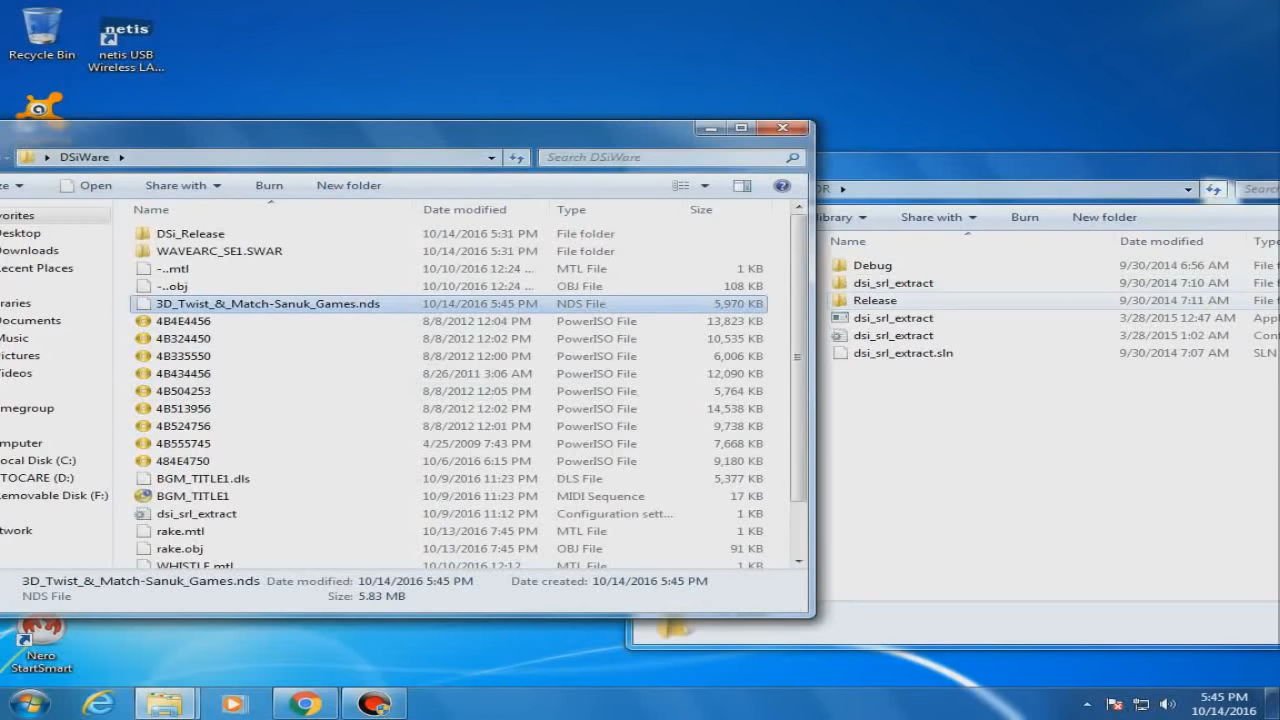 Recycle Bin
netis
netis USB
Wireless LA...
DSiWare
Search DSiWare
Open
Share with
Burn
New folder
Name
Date modified
Type
Size
vorites
esktop
ownloads
ecent Places
raries
ocuments
Music
ictures
ideos
megroup
mputer
ocal Disk (C:)
TOCARE (D:)
emovable Disk (F:)
twork
DSi_Release 10/14/2016 5:31 PM File folder
WAVEARC_SE1.SWAR 10/14/2016 5:31 PM File folder
-..mtl 10/10/2016 12:24 ... MTL File 1 KB
-..obj 10/10/2016 12:24 ... OBJ File 108 KB
3D_Twist_&_Match-Sanuk_Games.nds 10/14/2016 5:45 PM NDS File 5,970 KB
4B4E4456 8/8/2012 12:04 PM PowerISO File 13,823 KB
4B324450 8/8/2012 12:02 PM PowerISO File 10,535 KB
4B335550 8/8/2012 12:00 PM PowerISO File 6,006 KB
4B434456 8/26/2011 3:06 AM PowerISO File 12,090 KB
4B504253 8/8/2012 12:05 PM PowerISO File 5,764 KB
4B513956 8/8/2012 12:02 PM PowerISO File 14,538 KB
4B524756 8/8/2012 12:01 PM PowerISO File 9,738 KB
4B555745 4/25/2009 7:43 PM PowerISO File 7,668 KB
484E4750 10/6/2016 6:15 PM PowerISO File 9,180 KB
BGM_TITLE1.dls 10/9/2016 11:23 PM DLS File 5,377 KB
BGM_TITLE1 10/9/2016 11:23 PM MIDI Sequence 17 KB
dsi_srl_extract 10/9/2016 11:12 PM Configuration sett... 1 KB
rake.mtl 10/13/2016 7:45 PM MTL File 1 KB
rake.obj 10/13/2016 7:45 PM OBJ File 91 KB
WHISTLE.mtl 10/10/2016 12:12 ... MTL File 1 KB
3D_Twist_&_Match-Sanuk_Games.nds Date modified: 10/14/2016 5:45 PM Date created: 10/14/2016 5:45 PM
NDS File Size: 5.83 MB
OR
Searc
library
Share with
Burn
New folder
Name
Date modified
Type
Debug 9/30/2014 6:56 AM File f
dsi_srl_extract 9/30/2014 7:10 AM File f
Release 9/30/2014 7:11 AM File f
dsi_srl_extract 3/28/2015 12:47 AM Appl
dsi_srl_extract 3/28/2015 1:02 AM Con
dsi_srl_extract.sln 9/30/2014 7:07 AM SLN
Nero
StartSmart
5:45 PM
10/14/2016